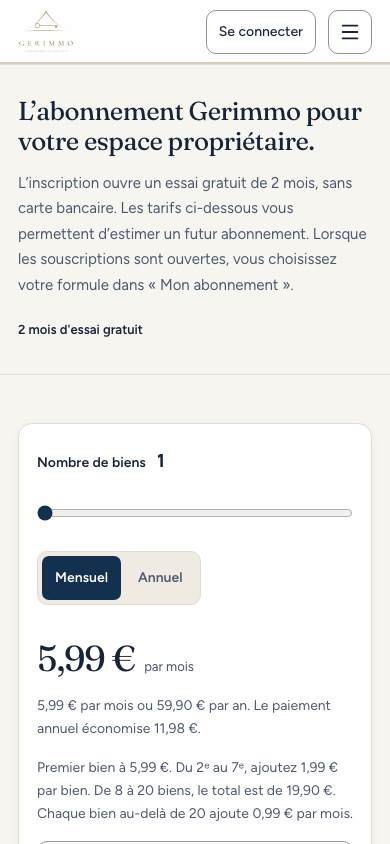 GERIMMO
Se connecter
L’abonnement Gerimmo pour
votre espace propriétaire.
L’inscription ouvre un essai gratuit de 2 mois, sans
carte bancaire. Les tarifs ci-dessous vous
permettent d’estimer un futur abonnement. Lorsque
les souscriptions sont ouvertes, vous choisissez
votre formule dans « Mon abonnement ».
2 mois d’essai gratuit
Nombre de biens 1
Mensuel Annuel
5,99 € par mois
5,99 € par mois ou 59,90 € par an. Le paiement
annuel économise 11,98 €.
Premier bien à 5,99 €. Du 2ᵉ au 7ᵉ, ajoutez 1,99 €
par bien. De 8 à 20 biens, le total est de 19,90 €.
Chaque bien au-delà de 20 ajoute 0,99 € par mois.